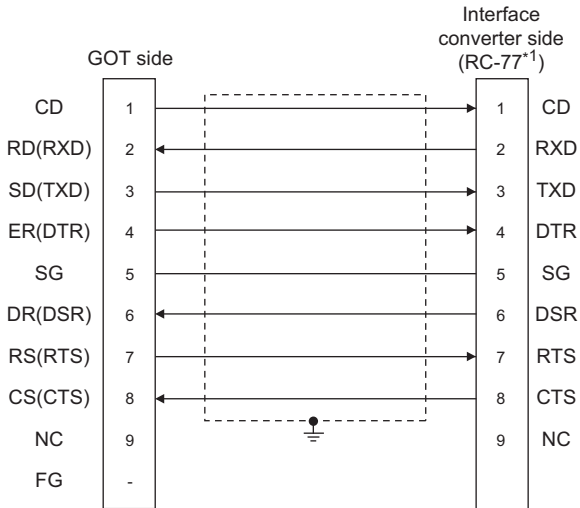 Interface
converter side
(RC-77*1)
GOT side
CD 1 1 CD
RD(RXD) 2 2 RXD
SD(TXD) 3 3 TXD
ER(DTR) 4 4 DTR
SG 5 5 SG
DR(DSR) 6 6 DSR
RS(RTS) 7 7 RTS
CS(CTS) 8 8 CTS
NC 9 9 NC
FG -